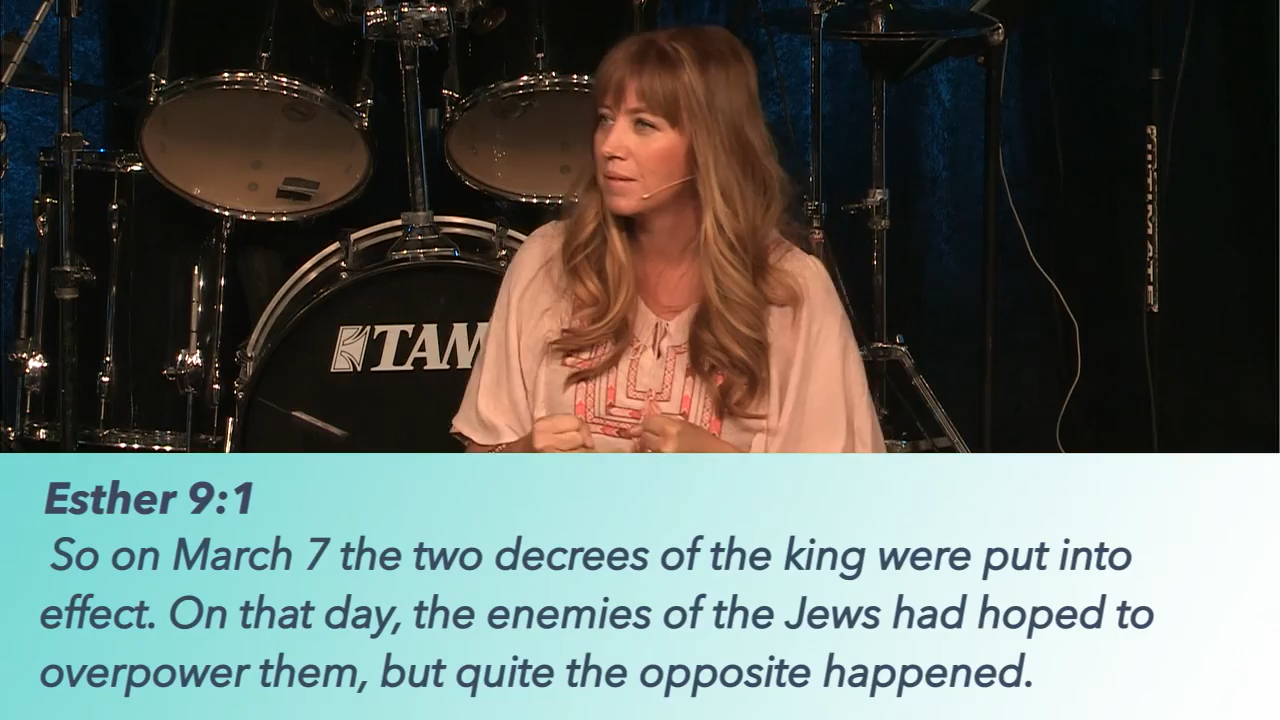 TAM
Esther 9:1
So on March 7 the two decrees of the king were put into
effect. On that day, the enemies of the Jews had hoped to
overpower them, but quite the opposite happened.